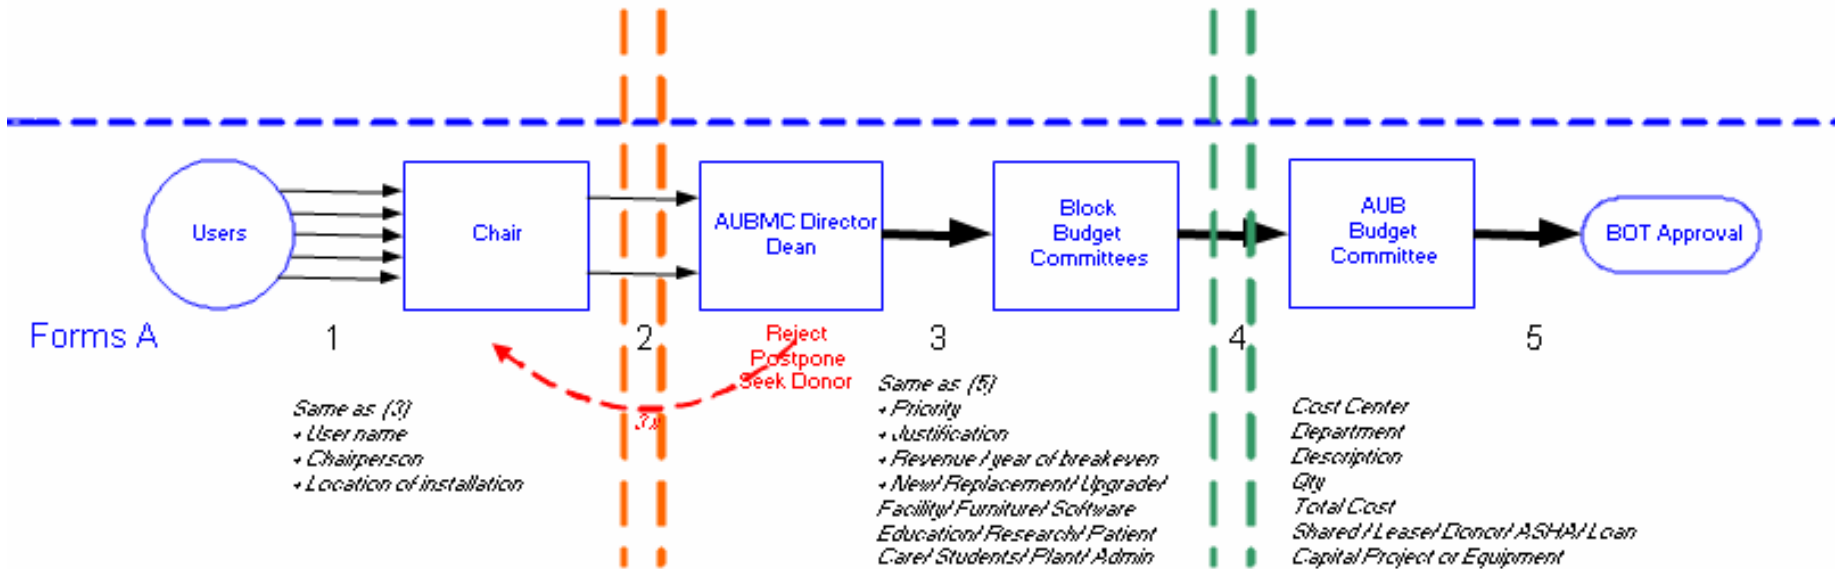 Users
Chair
AUBMC Director
Dean
Block
Budget
Committees
AUB
Budget
Committee
BOT Approval
Forms A
1
2
3
4
5
Reject
Postpone
Seek Donor
Same as (3)
+ User name
+ Chairperson
+ Location of installation
Same as (5)
+ Priority
+ Justification
+ Revenue / year of breakeven
+ New/ Replacement/ Upgrade/
Facility/ Furniture/ Software
Education/ Research/ Patient
Care/ Students/ Plant/ Admin
Cost Center
Department
Description
Qty
Total Cost
Shared / Lease/ Donor/ ASHA/ Loan
Capital Project or Equipment